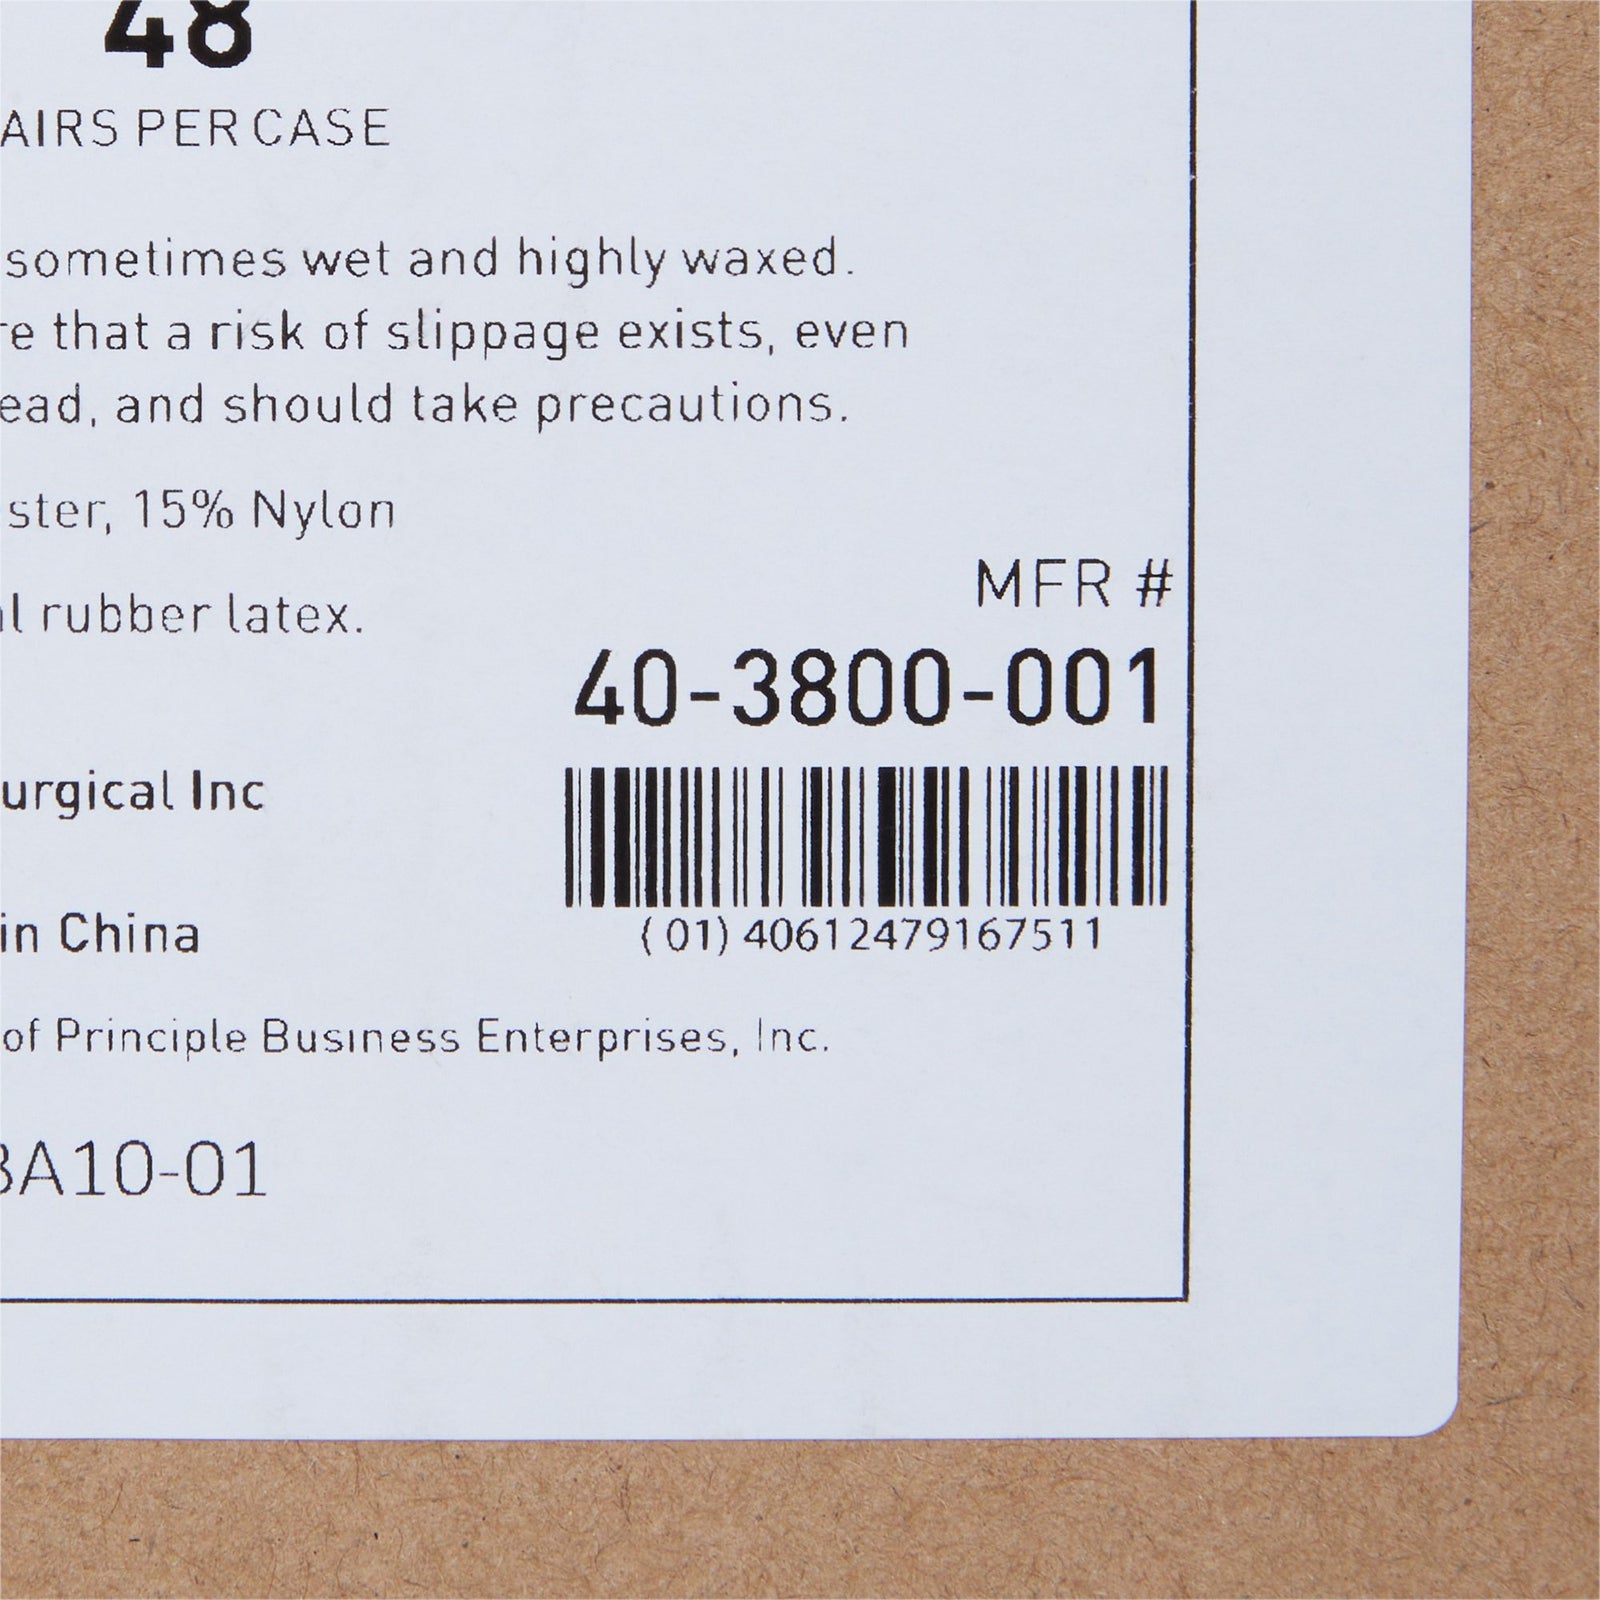 48
AIRS PER CASE
sometimes wet and highly waxed.
re that a risk of slippage exists, even
ead, and should take precautions.
ster, 15% Nylon
al rubber latex.
MFR #
40-3800-001
urgical Inc
(01) 40612479167511
in China
of Principle Business Enterprises, Inc.
BA10-01